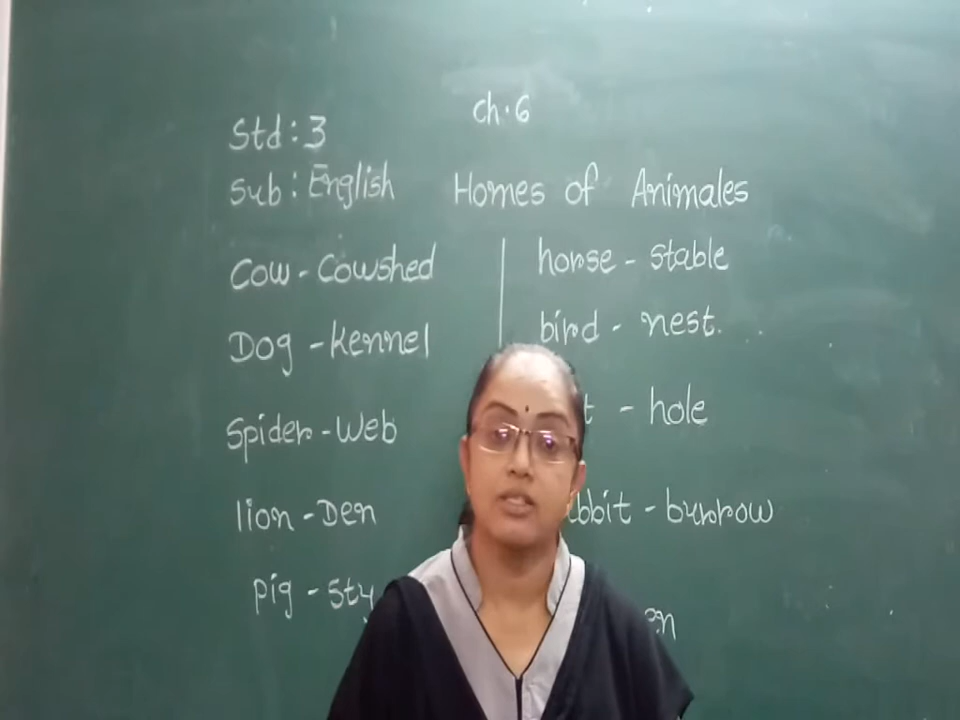 Ch. 6
Std : 3
Sub : English
Homes of Animales
Cow - Cowshed
Dog - kennel
Spider - Web
lion - Den
pig - sty
horse - stable
bird - nest.
- hole
- burrow